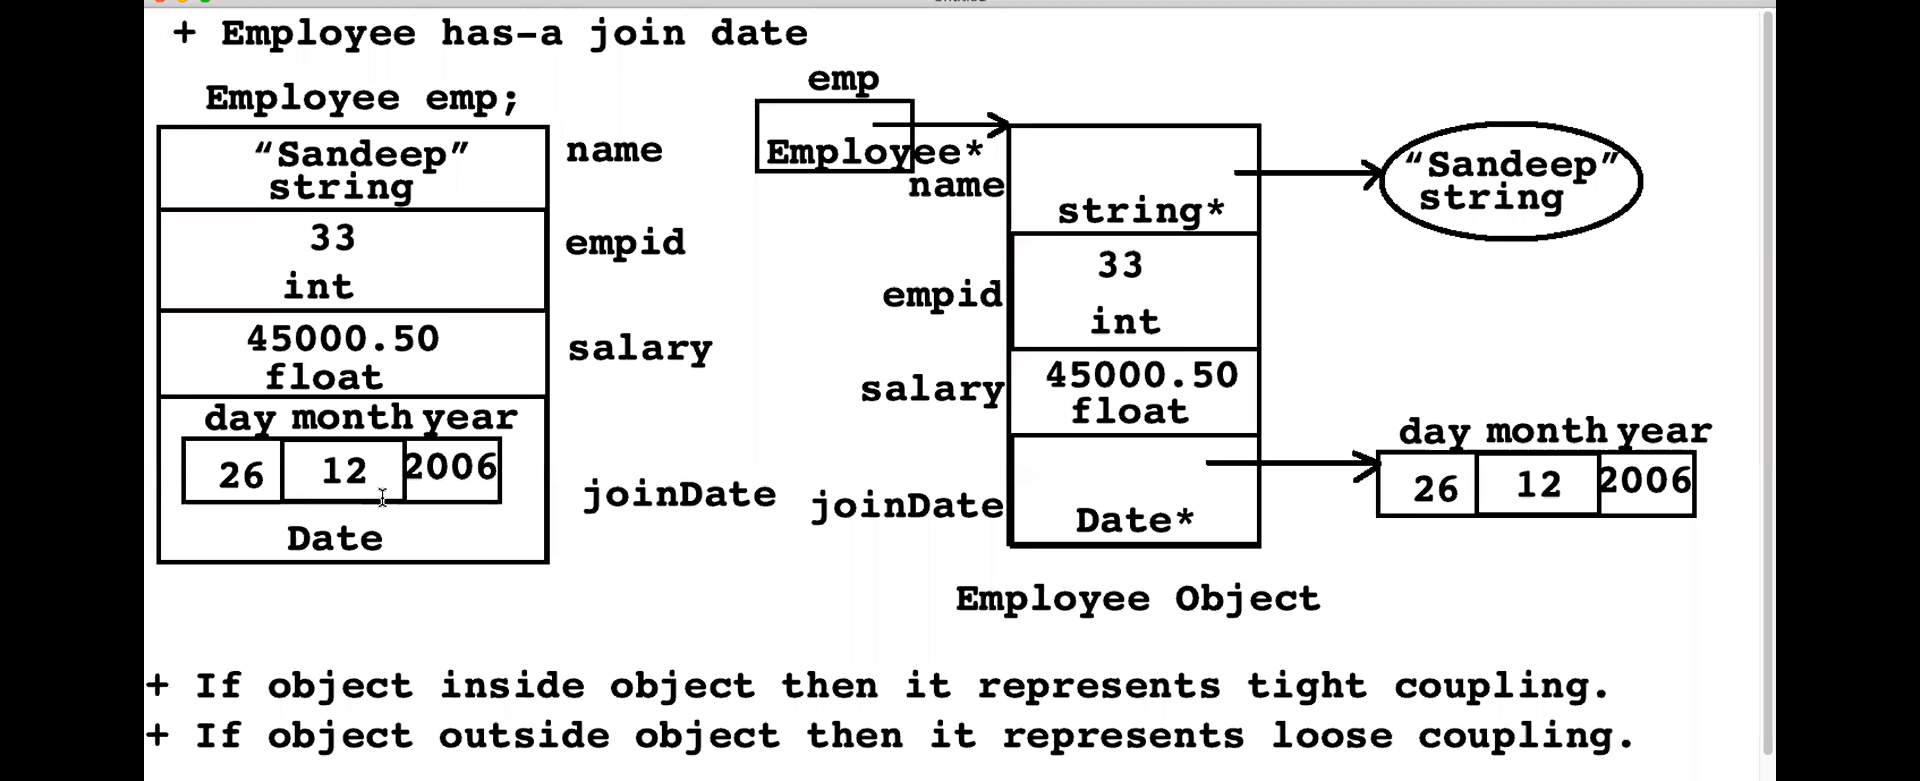 + Employee has-a join date
Employee emp;
“Sandeep”
string
name
33
int
empid
45000.50
float
salary
day month year
26 12 2006
Date
joinDate
emp
Employee*
name
string*
“Sandeep”
string
empid
33
int
salary
45000.50
float
joinDate
Date*
day month year
26 12 2006
Employee Object
+ If object inside object then it represents tight coupling.
+ If object outside object then it represents loose coupling.